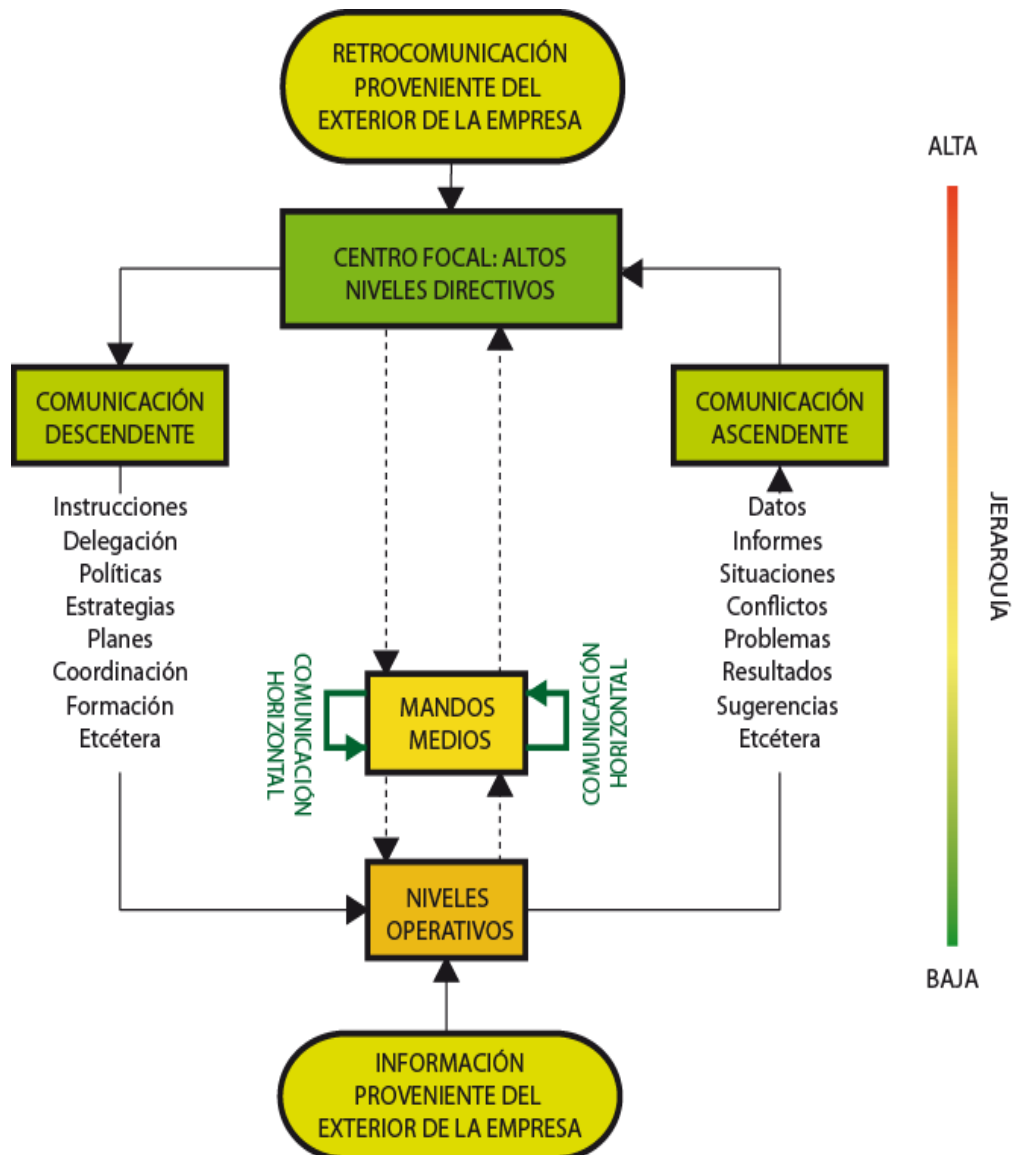 RETROCOMUNICACIÓN
PROVENIENTE DEL
EXTERIOR DE LA EMPRESA
ALTA
CENTRO FOCAL: ALTOS
NIVELES DIRECTIVOS
COMUNICACIÓN
DESCENDENTE
COMUNICACIÓN
ASCENDENTE
Instrucciones
Delegación
Políticas
Estrategias
Planes
Coordinación
Formación
Etcétera
Datos
Informes
Situaciones
Conflictos
Problemas
Resultados
Sugerencias
Etcétera
JERARQUÍA
COMUNICACIÓN
HORIZONTAL
MANDOS
MEDIOS
COMUNICACIÓN
HORIZONTAL
NIVELES
OPERATIVOS
BAJA
INFORMACIÓN
PROVENIENTE DEL
EXTERIOR DE LA EMPRESA